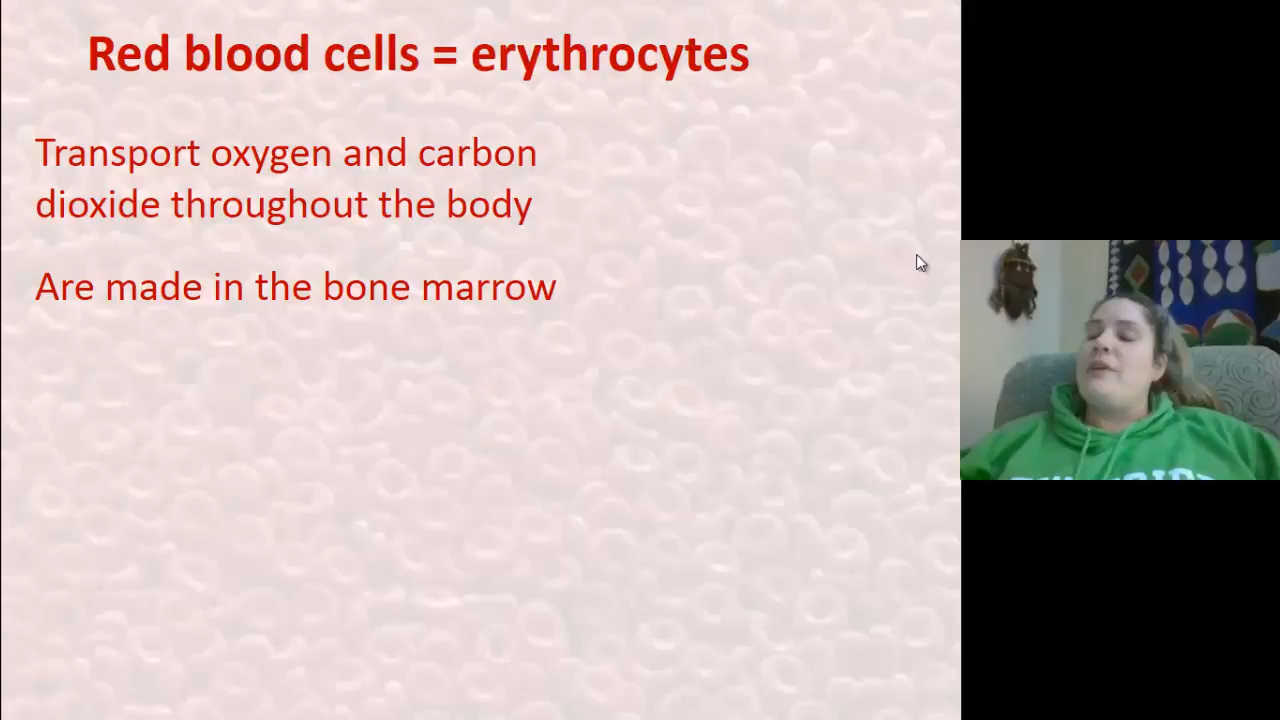 Red blood cells = erythrocytes
Transport oxygen and carbon
dioxide throughout the body
Are made in the bone marrow